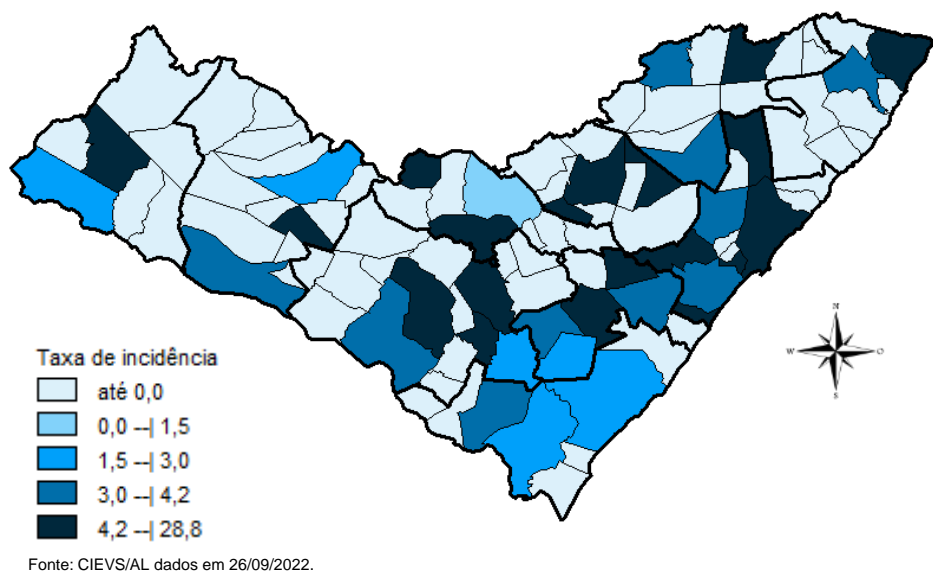 N
W O
S
Taxa de incidência
até 0,0
0,0 --| 1,5
1,5 --| 3,0
3,0 --| 4,2
4,2 --| 28,8
Fonte: CIEVS/AL dados em 26/09/2022.